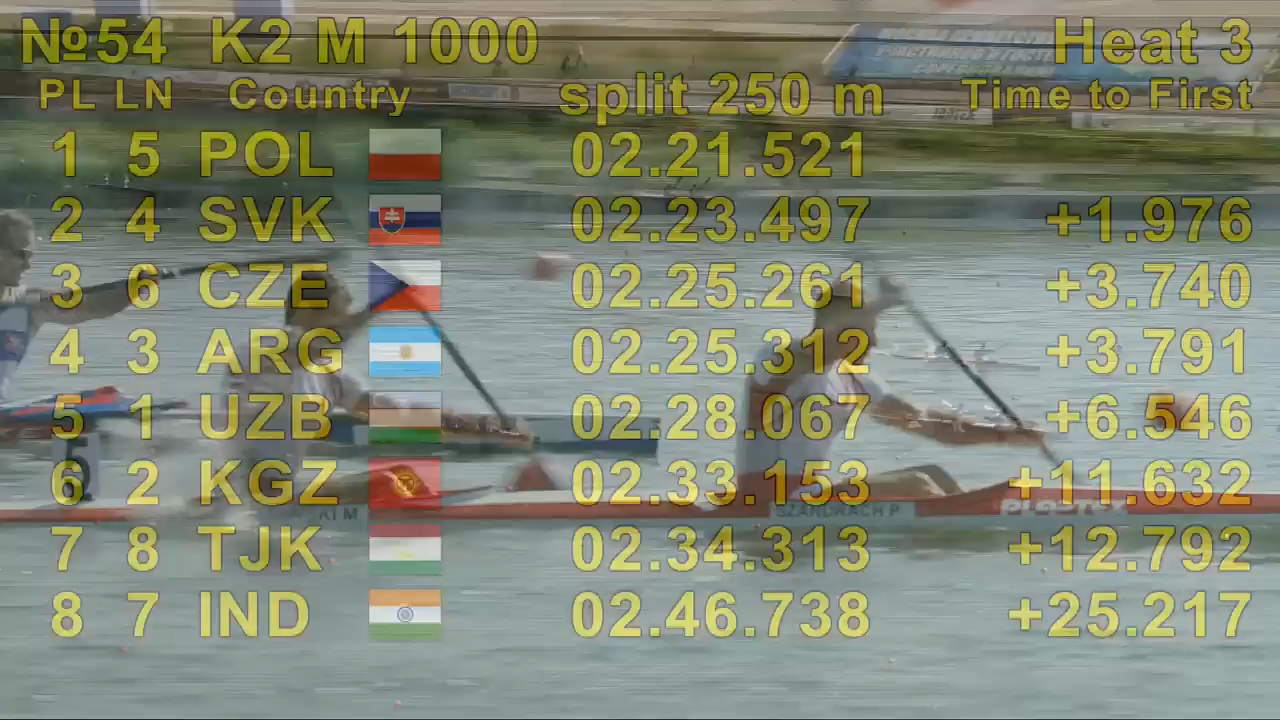 №54 K2 M 1000 Heat 3
PL LN Country split 250 m Time to First
1 5 POL 02.21.521
2 4 SVK 02.23.497 +1.976
3 6 CZE 02.25.261 +3.740
4 3 ARG 02.25.312 +3.791
5 1 UZB 02.28.067 +6.546
6 2 KGZ 02.33.153 +11.632
7 8 TJK 02.34.313 +12.792
8 7 IND 02.46.738 +25.217
5
SZANDRACH P
PLASTEX